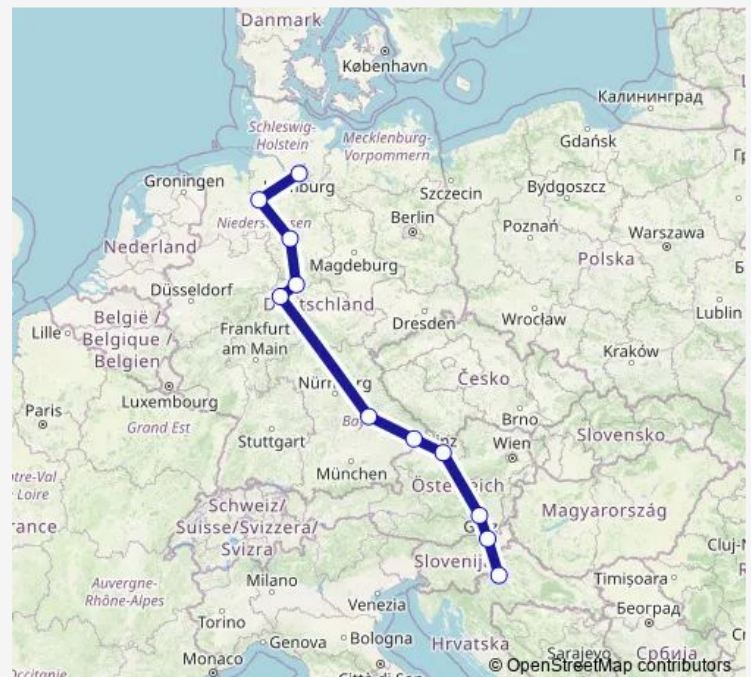 Danmark
København
Калининград
Schleswig-
Holstein
Mecklenburg-
Vorpommern
Gdańsk
Groningen
Szczecin
Bydgoszcz
Berlin
Poznań
Warszawa
Nederland
Magdeburg
Polska
Düsseldorf
Lublin
België /
Belgique /
Belgien
Lille
Frankfurt
am Main
Dresden
Wrocław
Kraków
Luxembourg
Česko
Paris
Grand Est
Brno
Stuttgart
Wien
Slovensko
München
Schweiz/
Suisse/Svizzera/
Svizra
Magyarország
Auvergne-
Rhône-Alpes
Milano
Timișoara
Venezia
Београд
Torino
Genova
Bologna
Hrvatska
Monaco
Sarajevo
Србија
© OpenStreetMap contributors